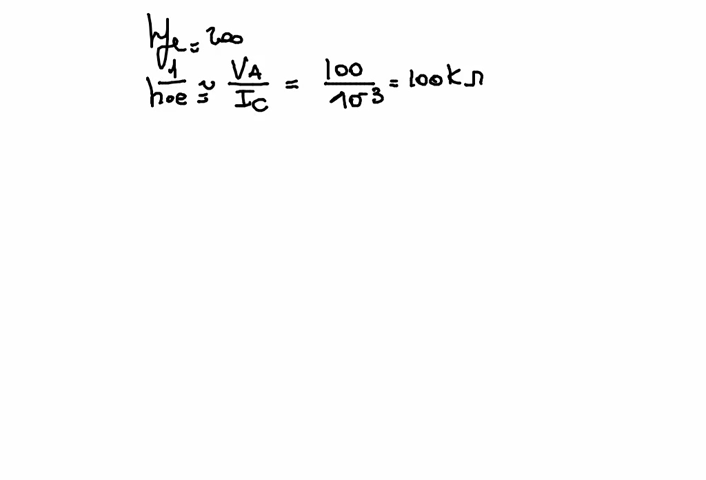 hfe = 200
1/hoe ≈ VA/IC = 100/10^-3 = 100kΩ